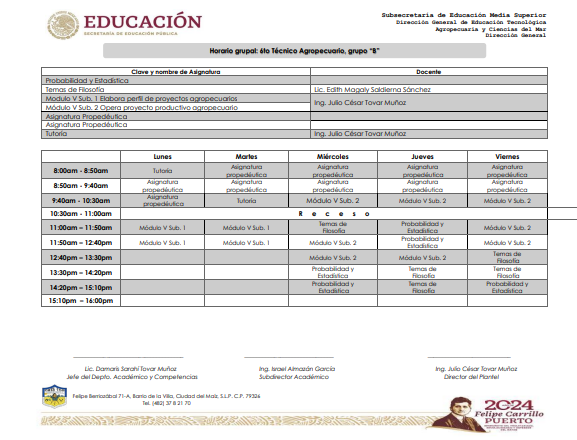 EDUCACIÓN
SECRETARÍA DE EDUCACIÓN PÚBLICA
Subsecretaría de Educación Media Superior
Dirección General de Educación Tecnológica
Agropecuaria y Ciencias del Mar
Dirección General
Horario grupal: 6to Técnico Agropecuario, grupo "B"
Clave y nombre de Asignatura Docente
Probabilidad y Estadística
Temas de Filosofía Lic. Edith Magaly Saldierna Sánchez
Modulo V Sub. 1 Elabora perfil de proyectos agropecuarios Ing. Julio César Tovar Muñoz
Módulo V Sub. 2 Opera proyecto productivo agropecuario
Asignatura Propedéutica
Asignatura Propedéutica
Tutoría Ing. Julio César Tovar Muñoz
Lunes Martes Miércoles Jueves Viernes
8:00am - 8:50am Tutoría Asignatura propedéutica Asignatura propedéutica Asignatura propedéutica Asignatura propedéutica
8:50am - 9:40am Asignatura propedéutica Asignatura propedéutica Asignatura propedéutica Asignatura propedéutica Asignatura propedéutica
9:40am - 10:30am Asignatura propedéutica Tutoría Módulo V Sub. 2 Módulo V Sub. 2 Módulo V Sub. 2
10:30am - 11:00am R e c e s o
11:00am – 11:50am Módulo V Sub. 1 Módulo V Sub. 1 Temas de Filosofía Probabilidad y Estadística Módulo V Sub. 2
11:50am – 12:40pm Módulo V Sub. 1 Módulo V Sub. 1 Módulo V Sub. 2 Probabilidad y Estadística Módulo V Sub. 2
12:40pm – 13:30pm Módulo V Sub. 2 Módulo V Sub. 2 Temas de Filosofía
13:30pm – 14:20pm Probabilidad y Estadística Temas de Filosofía Temas de Filosofía
14:20pm – 15:10pm Probabilidad y Estadística Temas de Filosofía Probabilidad y Estadística
15:10pm – 16:00pm
Lic. Damaris Sarahí Tovar Muñoz Ing. Israel Almazán García Ing. Julio César Tovar Muñoz
Jefe del Depto. Académico y Competencias Subdirector Académico Director del Plantel
Felipe Berriozábal 71-A, Barrio de la Villa, Ciudad del Maíz, S.L.P. C.P. 79326
Tel. (482) 37 8 21 70
2024
Felipe Carrillo
PUERTO